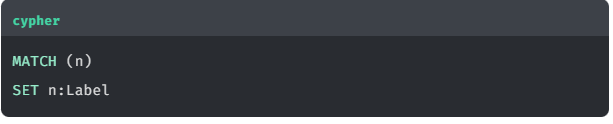 cypher
MATCH (n)
SET n:Label